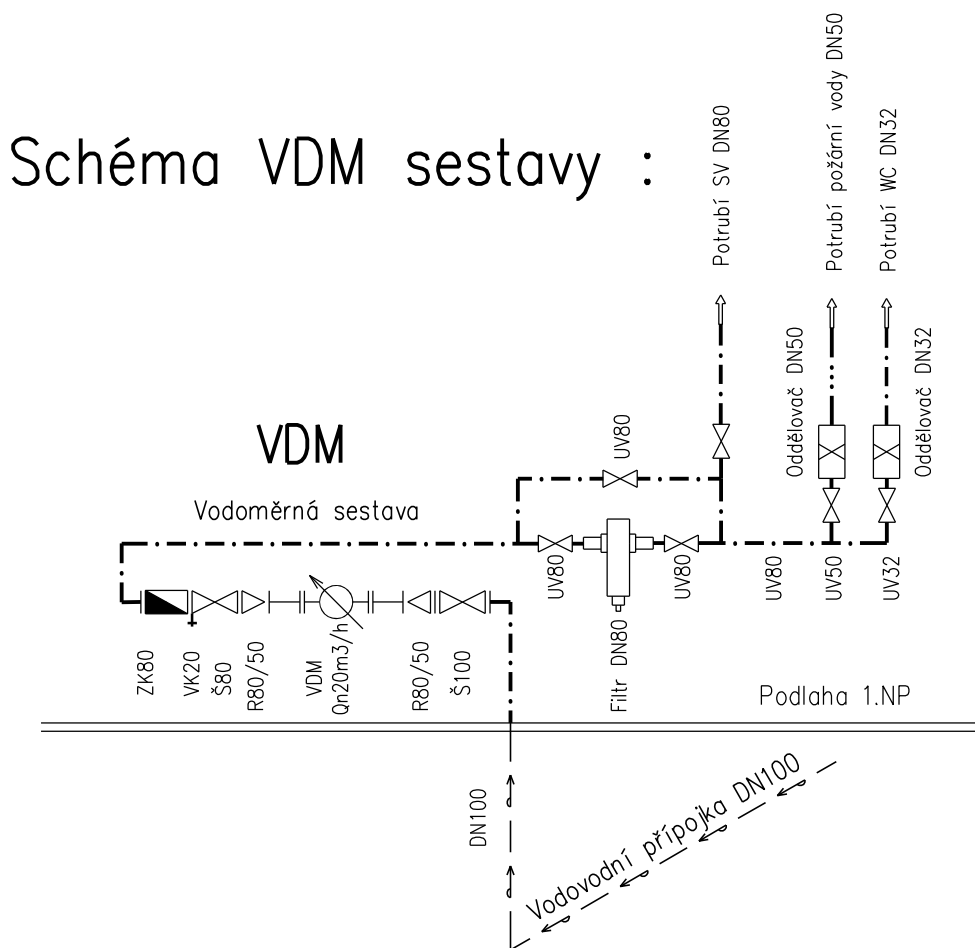 Schéma VDM sestavy :
Potrubí SV DN80
Potrubí požární vody DN50
Potrubí WC DN32
Oddělovač DN50
Oddělovač DN32
VDM
Vodoměrná sestava
UV80
UV80
UV80
UV80
UV50
UV32
Filtr DN80
ZK80
VK20
Š80
R80/50
VDM
Qn20m3/h
R80/50
Š100
Podlaha 1.NP
DN100
Vodovodní přípojka DN100